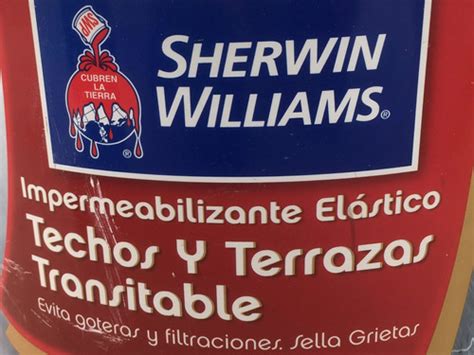 SWP
CUBREN
LA
TIERRA
®
SHERWIN
WILLIAMS®
Impermeabilizante Elástico
Techos Y Terrazas
Transitable
Evita goteras y filtraciones. Sella Grietas